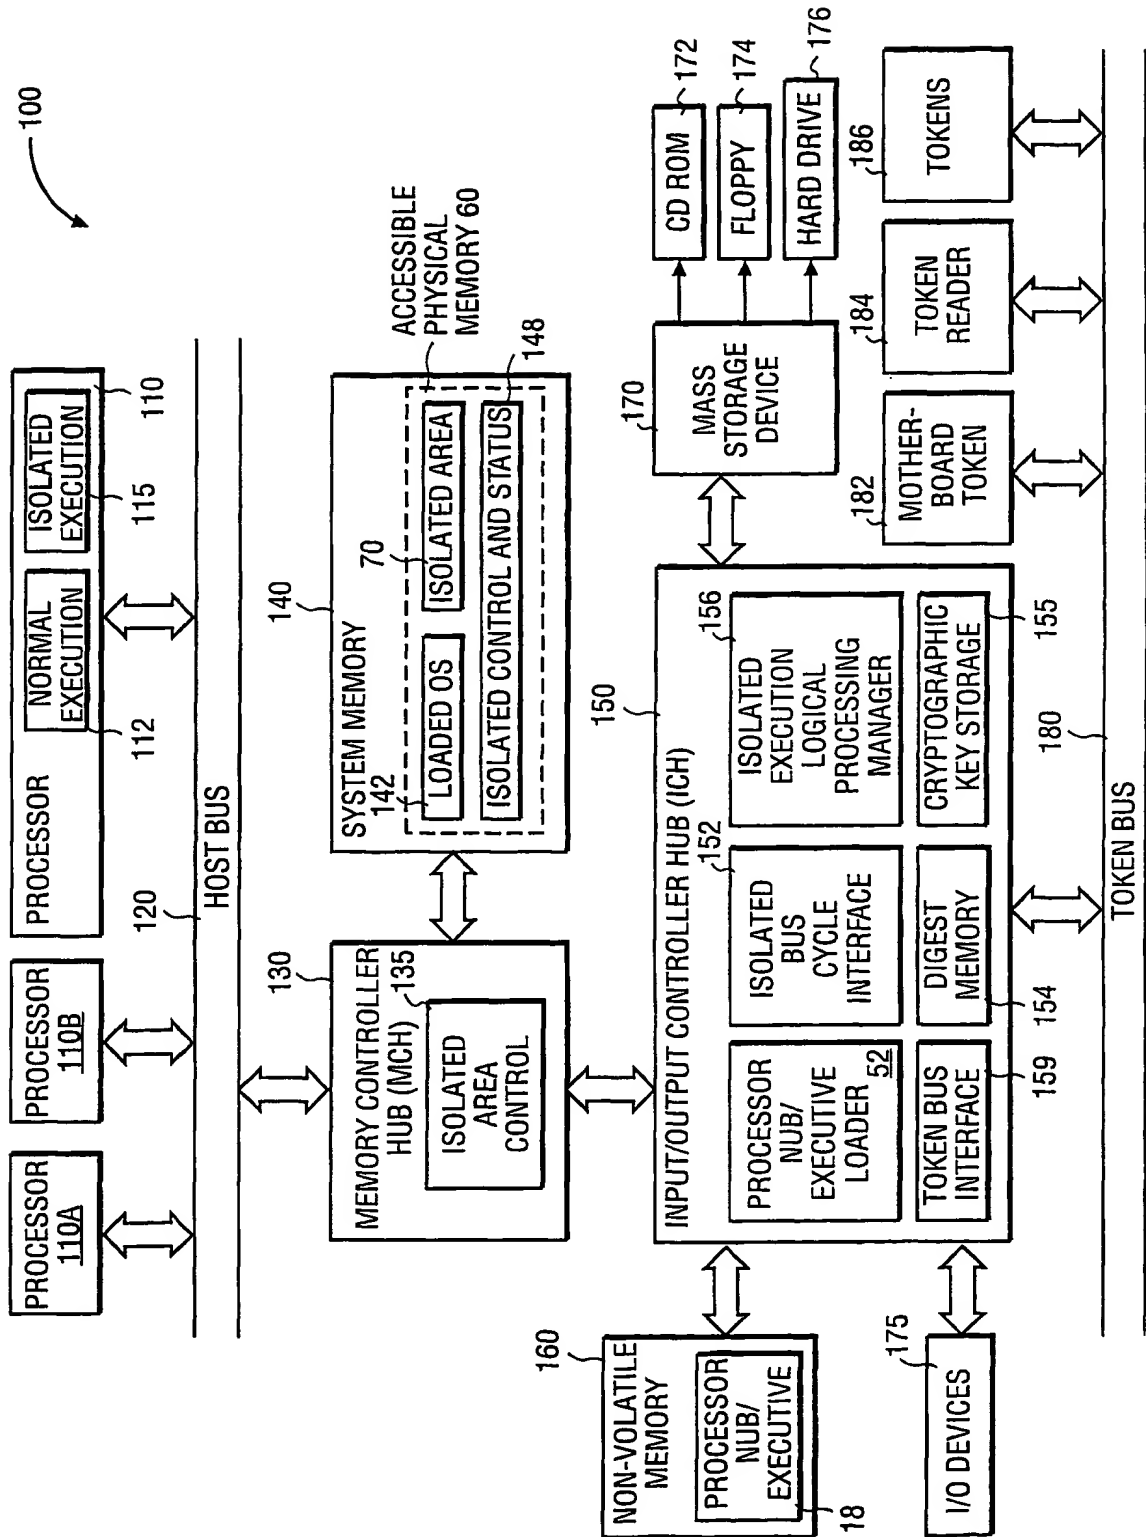 100
PROCESSOR
110A
PROCESSOR
110B
PROCESSOR
NORMAL
EXECUTION
112
ISOLATED
EXECUTION
115
110
120
HOST BUS
130
MEMORY CONTROLLER
HUB (MCH)
135
ISOLATED
AREA
CONTROL
140
SYSTEM MEMORY
142
LOADED OS
70
ISOLATED AREA
ISOLATED CONTROL AND STATUS
148
ACCESSIBLE
PHYSICAL
MEMORY 60
150
INPUT/OUTPUT CONTROLLER HUB (ICH)
PROCESSOR
NUB/
EXECUTIVE
LOADER
52
152
ISOLATED
BUS
CYCLE
INTERFACE
156
ISOLATED
EXECUTION
LOGICAL
PROCESSING
MANAGER
TOKEN BUS
INTERFACE
159
DIGEST
MEMORY
154
CRYPTOGRAPHIC
KEY STORAGE
155
160
NON-VOLATILE
MEMORY
PROCESSOR
NUB/
EXECUTIVE
18
175
I/O DEVICES
170
MASS
STORAGE
DEVICE
CD ROM
172
FLOPPY
174
HARD DRIVE
176
182
MOTHER-
BOARD
TOKEN
184
TOKEN
READER
186
TOKENS
180
TOKEN BUS